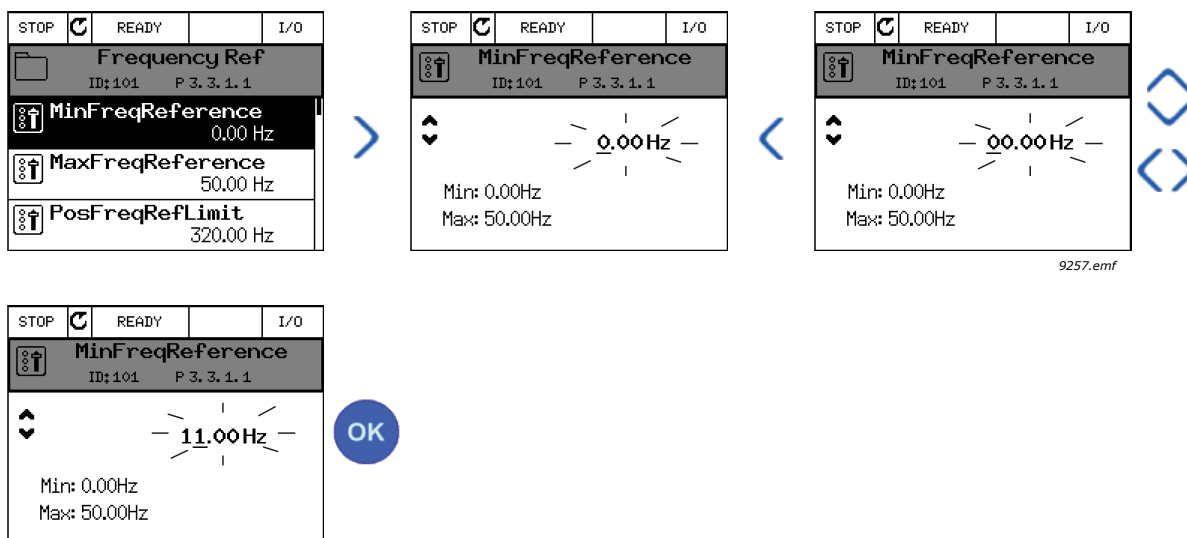 STOP READY I/O
Frequency Ref
ID:101 P 3.3.1.1
MinFreqReference
0.00 Hz
MaxFreqReference
50.00 Hz
PosFreqRefLimit
320.00 Hz
STOP READY I/O
MinFreqReference
ID:101 P 3.3.1.1
0.00 Hz
Min: 0.00Hz
Max: 50.00Hz
STOP READY I/O
MinFreqReference
ID:101 P 3.3.1.1
00.00 Hz
Min: 0.00Hz
Max: 50.00Hz
9257.emf
STOP READY I/O
MinFreqReference
ID:101 P 3.3.1.1
11.00 Hz
Min: 0.00Hz
Max: 50.00Hz
OK